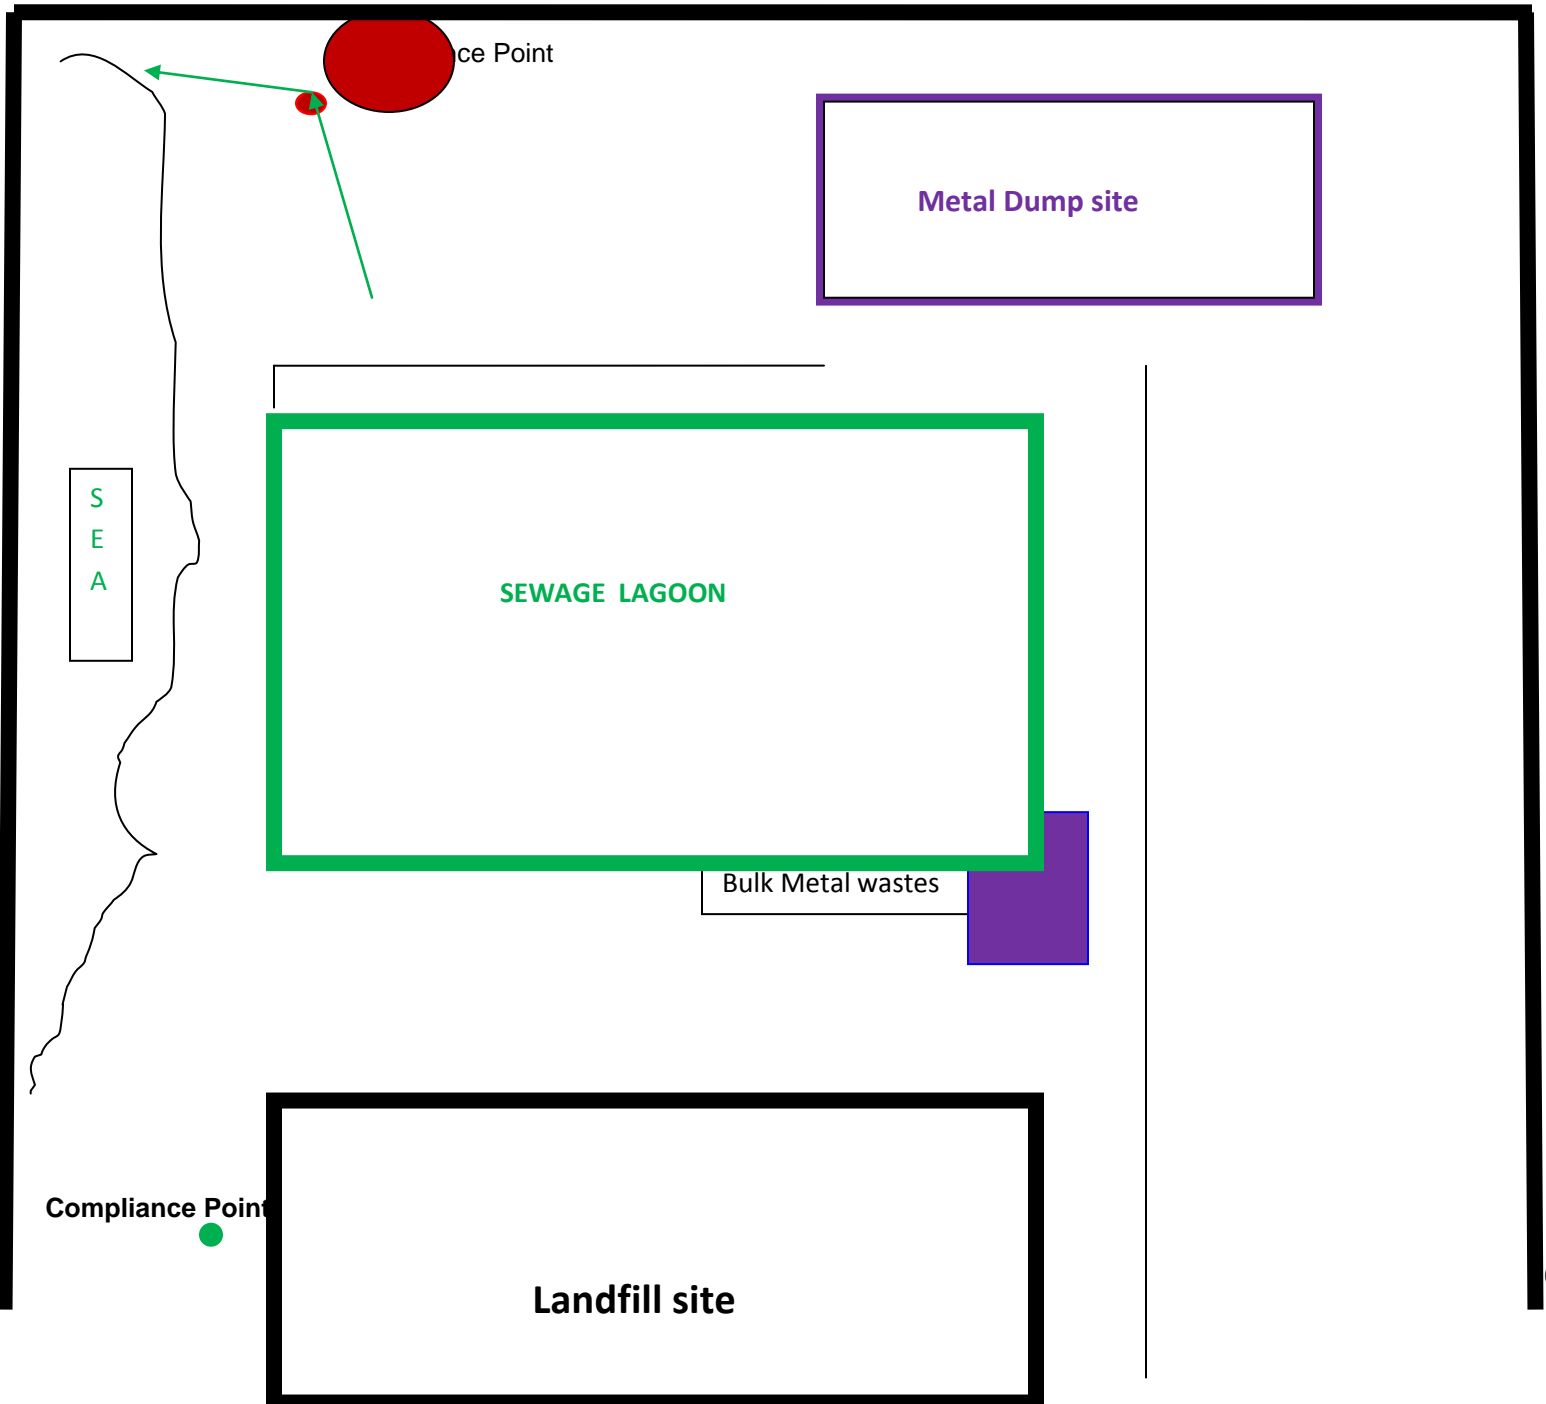 ce Point
Metal Dump site
S
E
A
SEWAGE LAGOON
Bulk Metal wastes
Compliance Point
Landfill site